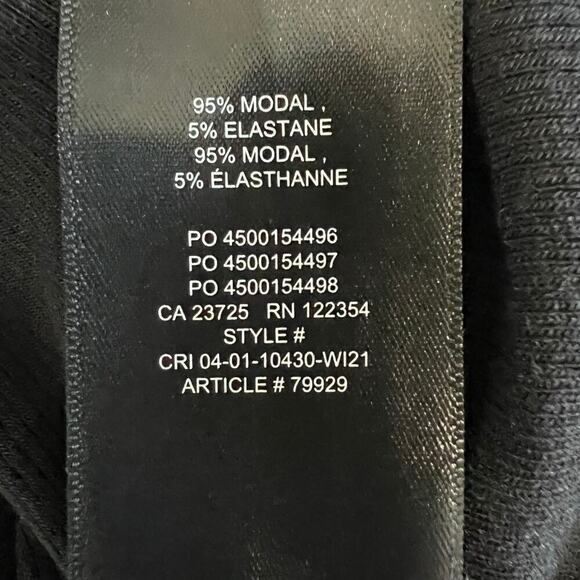 95% MODAL ,
5% ELASTANE
95% MODAL ,
5% ÉLASTHANNE
PO 4500154496
PO 4500154497
PO 4500154498
CA 23725 RN 122354
STYLE #
CRI 04-01-10430-WI21
ARTICLE # 79929